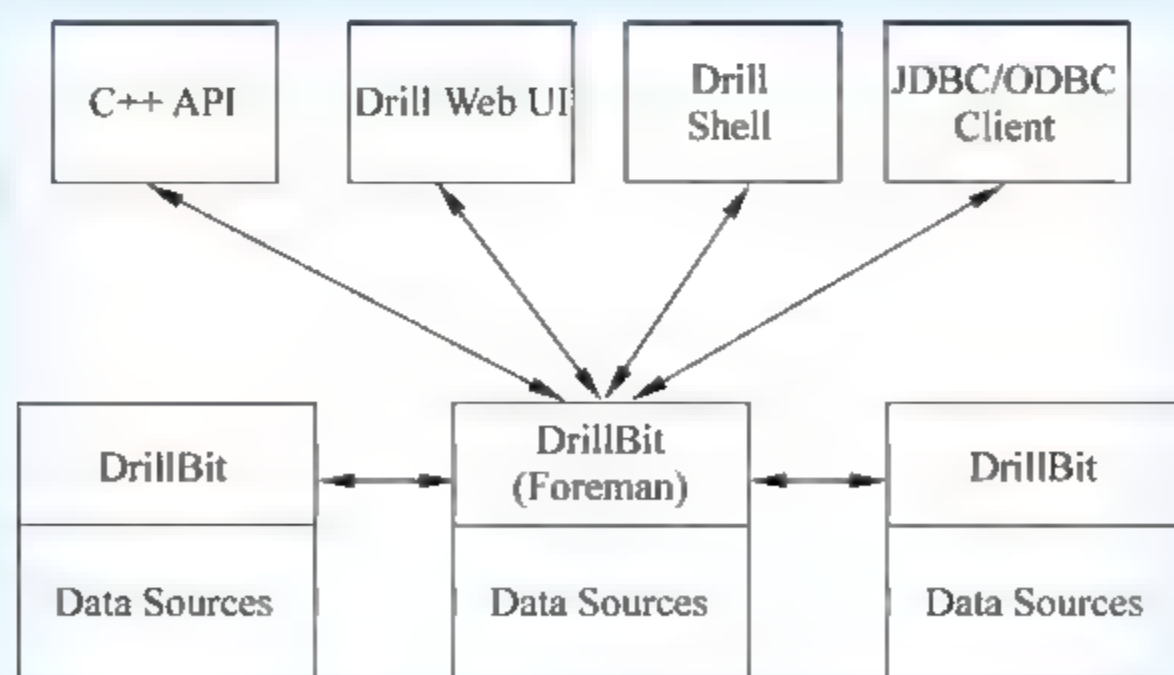 C++ API
Drill Web UI
Drill
Shell
JDBC/ODBC
Client
DrillBit
DrillBit
(Foreman)
DrillBit
Data Sources
Data Sources
Data Sources